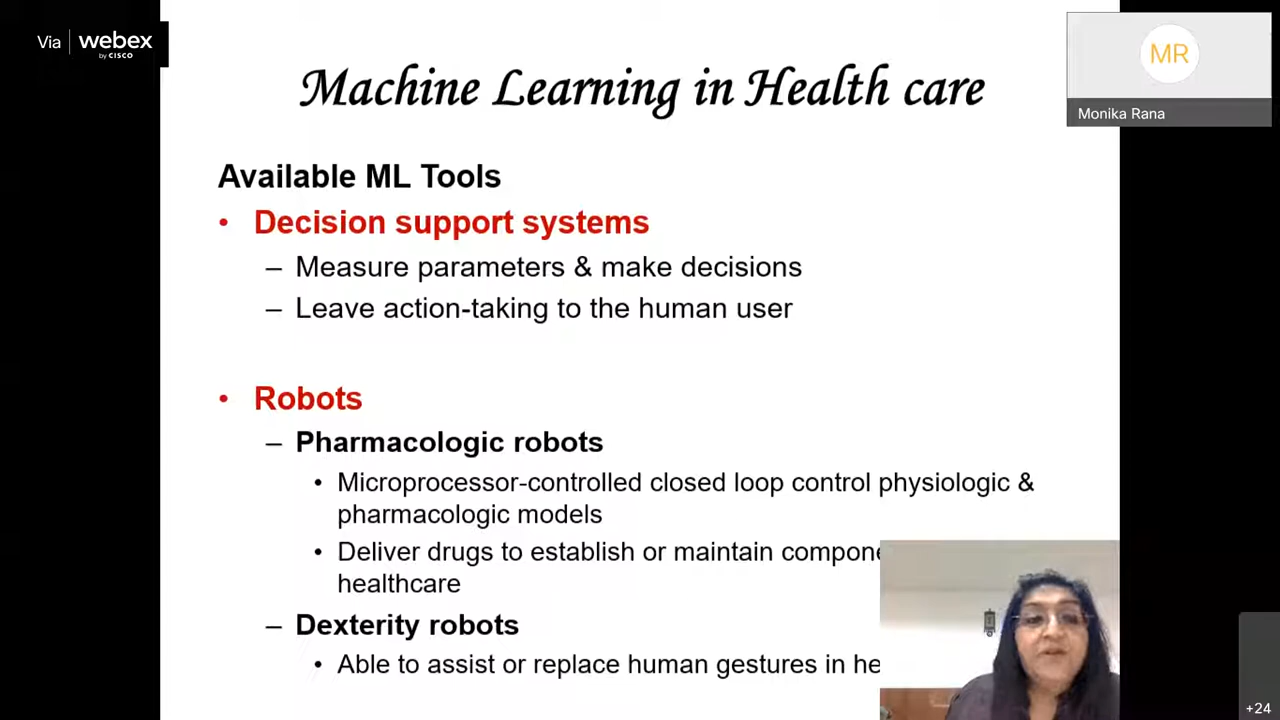 Via webex
by CISCO
MR
Monika Rana
Machine Learning in Health care
Available ML Tools
• Decision support systems
– Measure parameters & make decisions
– Leave action-taking to the human user
• Robots
– Pharmacologic robots
• Microprocessor-controlled closed loop control physiologic &
pharmacologic models
• Deliver drugs to establish or maintain
healthcare
– Dexterity robots
• Able to assist or replace human gestures in
+24